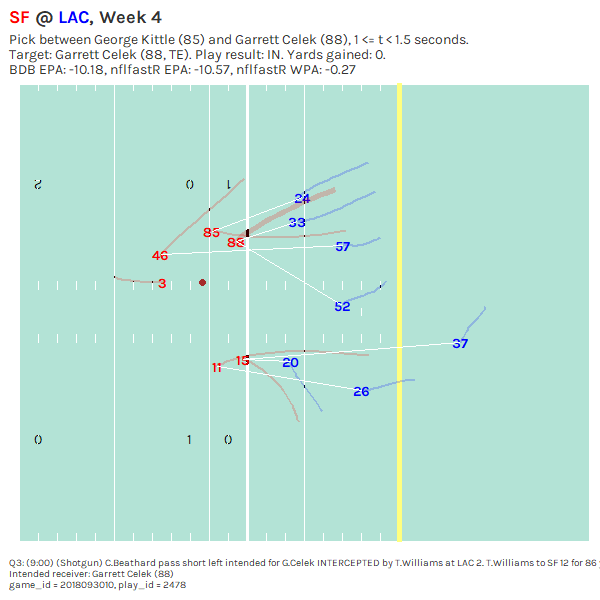 SF @ LAC, Week 4
Pick between George Kittle (85) and Garrett Celek (88), 1 <= t < 1.5 seconds.
Target: Garrett Celek (88, TE). Play result: IN. Yards gained: 0.
BDB EPA: -10.18, nflfastR EPA: -10.57, nflfastR WPA: -0.27
2 0 1
24
33
85
88
57
46
3
52
37
15
20
11
26
0 1 0
Q3: (9:00) (Shotgun) C.Beathard pass short left intended for G.Celek INTERCEPTED by T.Williams at LAC 2. T.Williams to SF 12 for 86
Intended receiver: Garrett Celek (88)
game_id = 2018093010, play_id = 2478